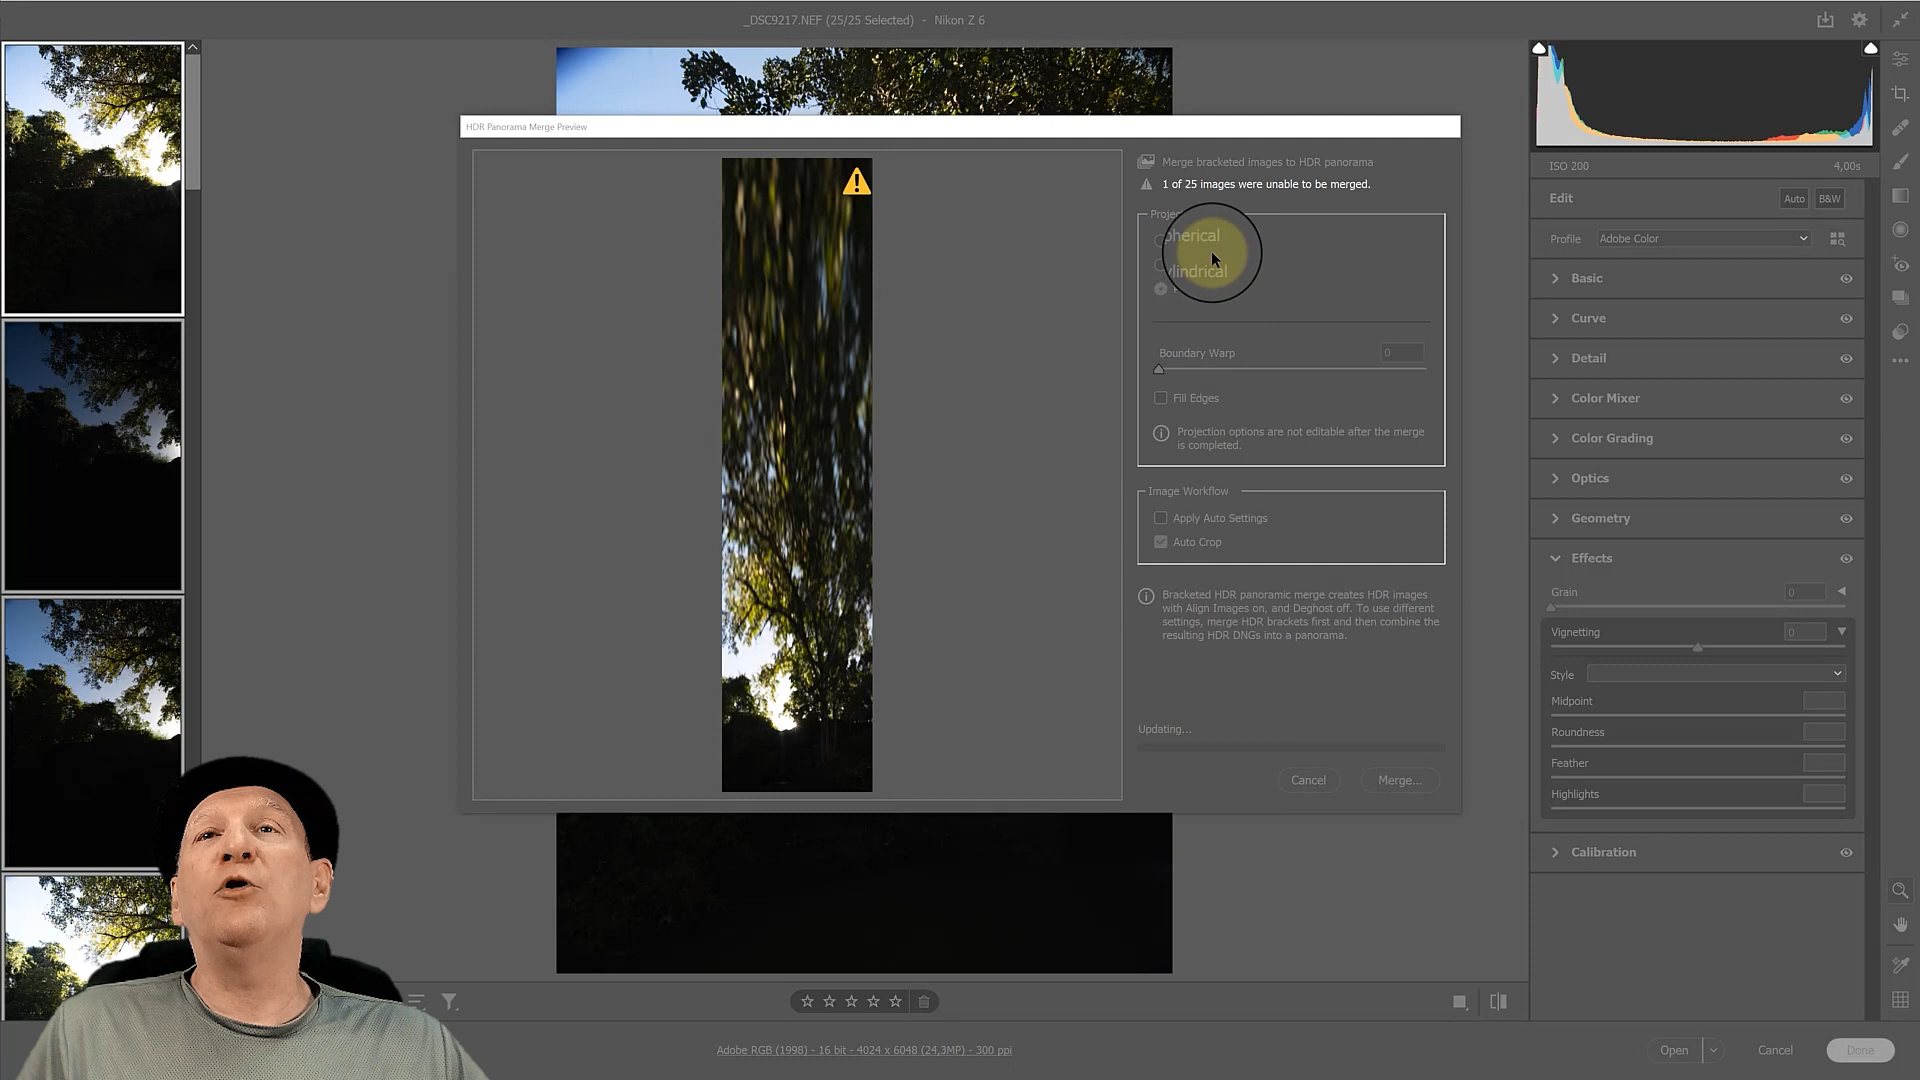 _DSC9217.NEF (25/25 Selected) - Nikon Z 6
HDR Panorama Merge Preview
Merge bracketed images to HDR panorama
1 of 25 images were unable to be merged.
Boundary Warp 0
Fill Edges
Projection options are not editable after the merge
is completed.
Image Workflow
Apply Auto Settings
Auto Crop
Bracketed HDR panoramic merge creates HDR images
with Align Images on, and Deghost off. To use different
settings, merge HDR brackets first and then combine the
resulting HDR DNGs into a panorama.
Updating...
Cancel Merge...
ISO 200 4,00s
Edit Auto B&W
Profile Adobe Color
Basic
Curve
Detail
Color Mixer
Color Grading
Optics
Geometry
Effects
Grain 0
Vignetting 0
Style
Midpoint
Roundness
Feather
Highlights
Calibration
Adobe RGB (1998) - 16 bit - 4024 x 6048 (24,3MP) - 300 ppi
Open Cancel Done